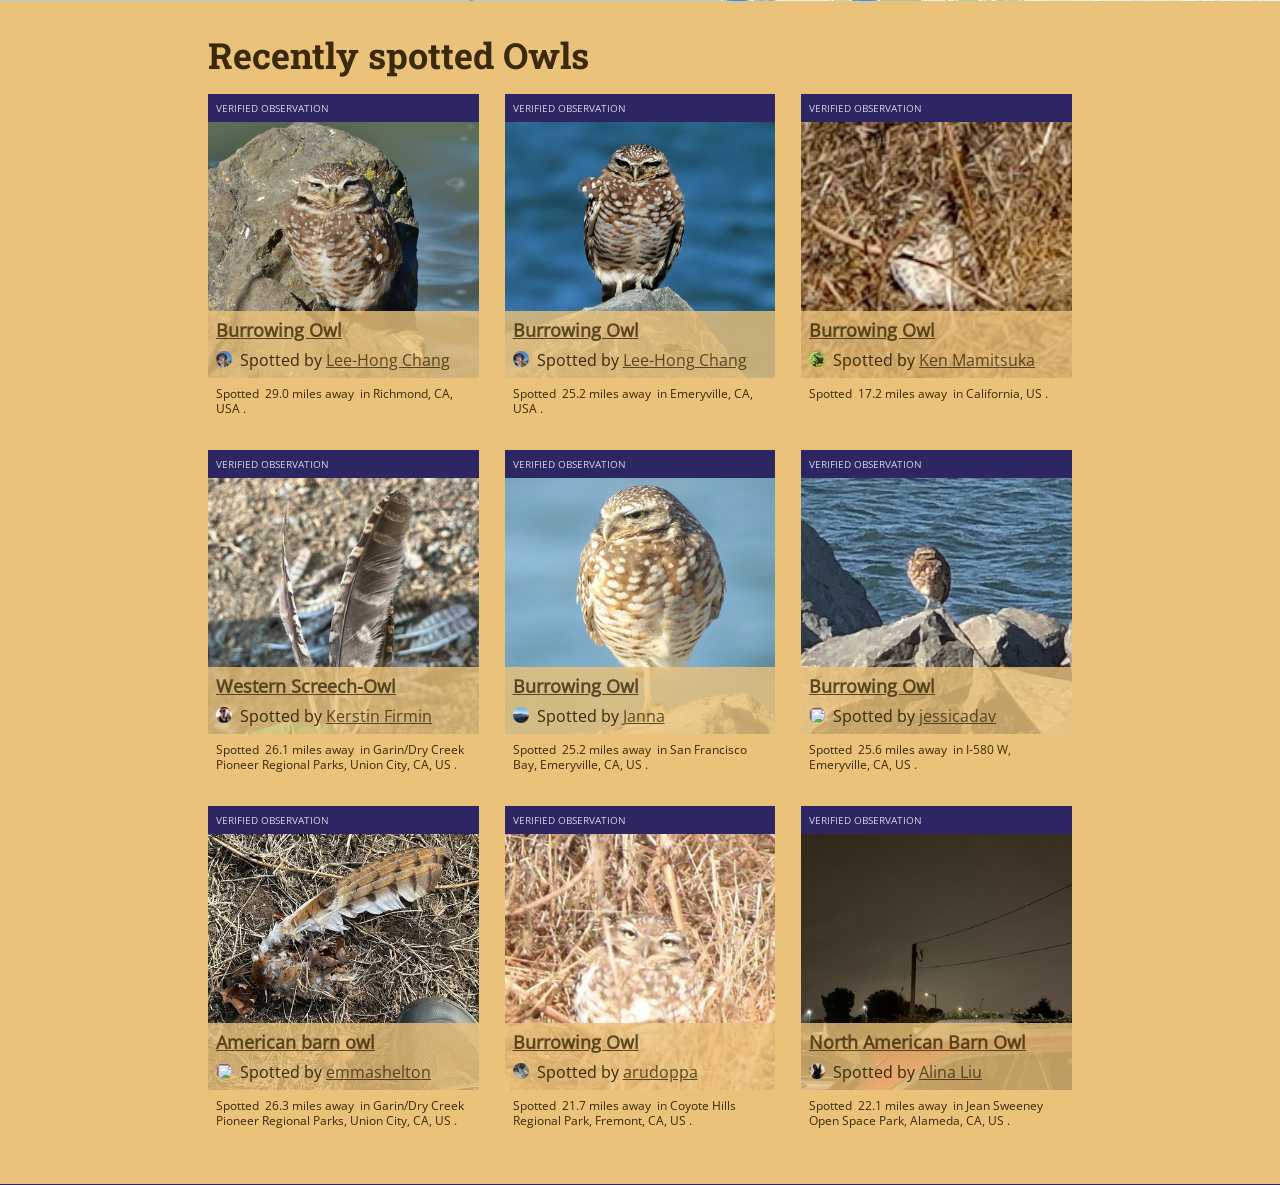 Recently spotted Owls
VERIFIED OBSERVATION
VERIFIED OBSERVATION
VERIFIED OBSERVATION
Burrowing Owl
Spotted by Lee-Hong Chang
Spotted 29.0 miles away in Richmond, CA,
USA .
Burrowing Owl
Spotted by Lee-Hong Chang
Spotted 25.2 miles away in Emeryville, CA,
USA .
Burrowing Owl
Spotted by Ken Mamitsuka
Spotted 17.2 miles away in California, US .
VERIFIED OBSERVATION
VERIFIED OBSERVATION
VERIFIED OBSERVATION
Western Screech-Owl
Spotted by Kerstin Firmin
Spotted 26.1 miles away in Garin/Dry Creek
Pioneer Regional Parks, Union City, CA, US .
Burrowing Owl
Spotted by Janna
Spotted 25.2 miles away in San Francisco
Bay, Emeryville, CA, US .
Burrowing Owl
Spotted by jessicadav
Spotted 25.6 miles away in I-580 W,
Emeryville, CA, US .
VERIFIED OBSERVATION
VERIFIED OBSERVATION
VERIFIED OBSERVATION
American barn owl
Spotted by emmashelton
Spotted 26.3 miles away in Garin/Dry Creek
Pioneer Regional Parks, Union City, CA, US .
Burrowing Owl
Spotted by arudoppa
Spotted 21.7 miles away in Coyote Hills
Regional Park, Fremont, CA, US .
North American Barn Owl
Spotted by Alina Liu
Spotted 22.1 miles away in Jean Sweeney
Open Space Park, Alameda, CA, US .